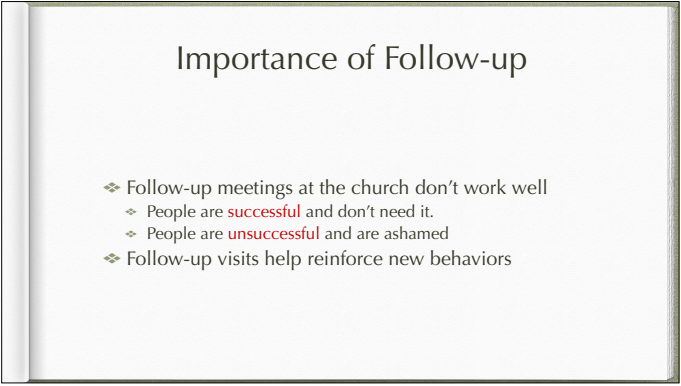 Importance of Follow-up
Follow-up meetings at the church don’t work well
People are successful and don’t need it.
People are unsuccessful and are ashamed
Follow-up visits help reinforce new behaviors